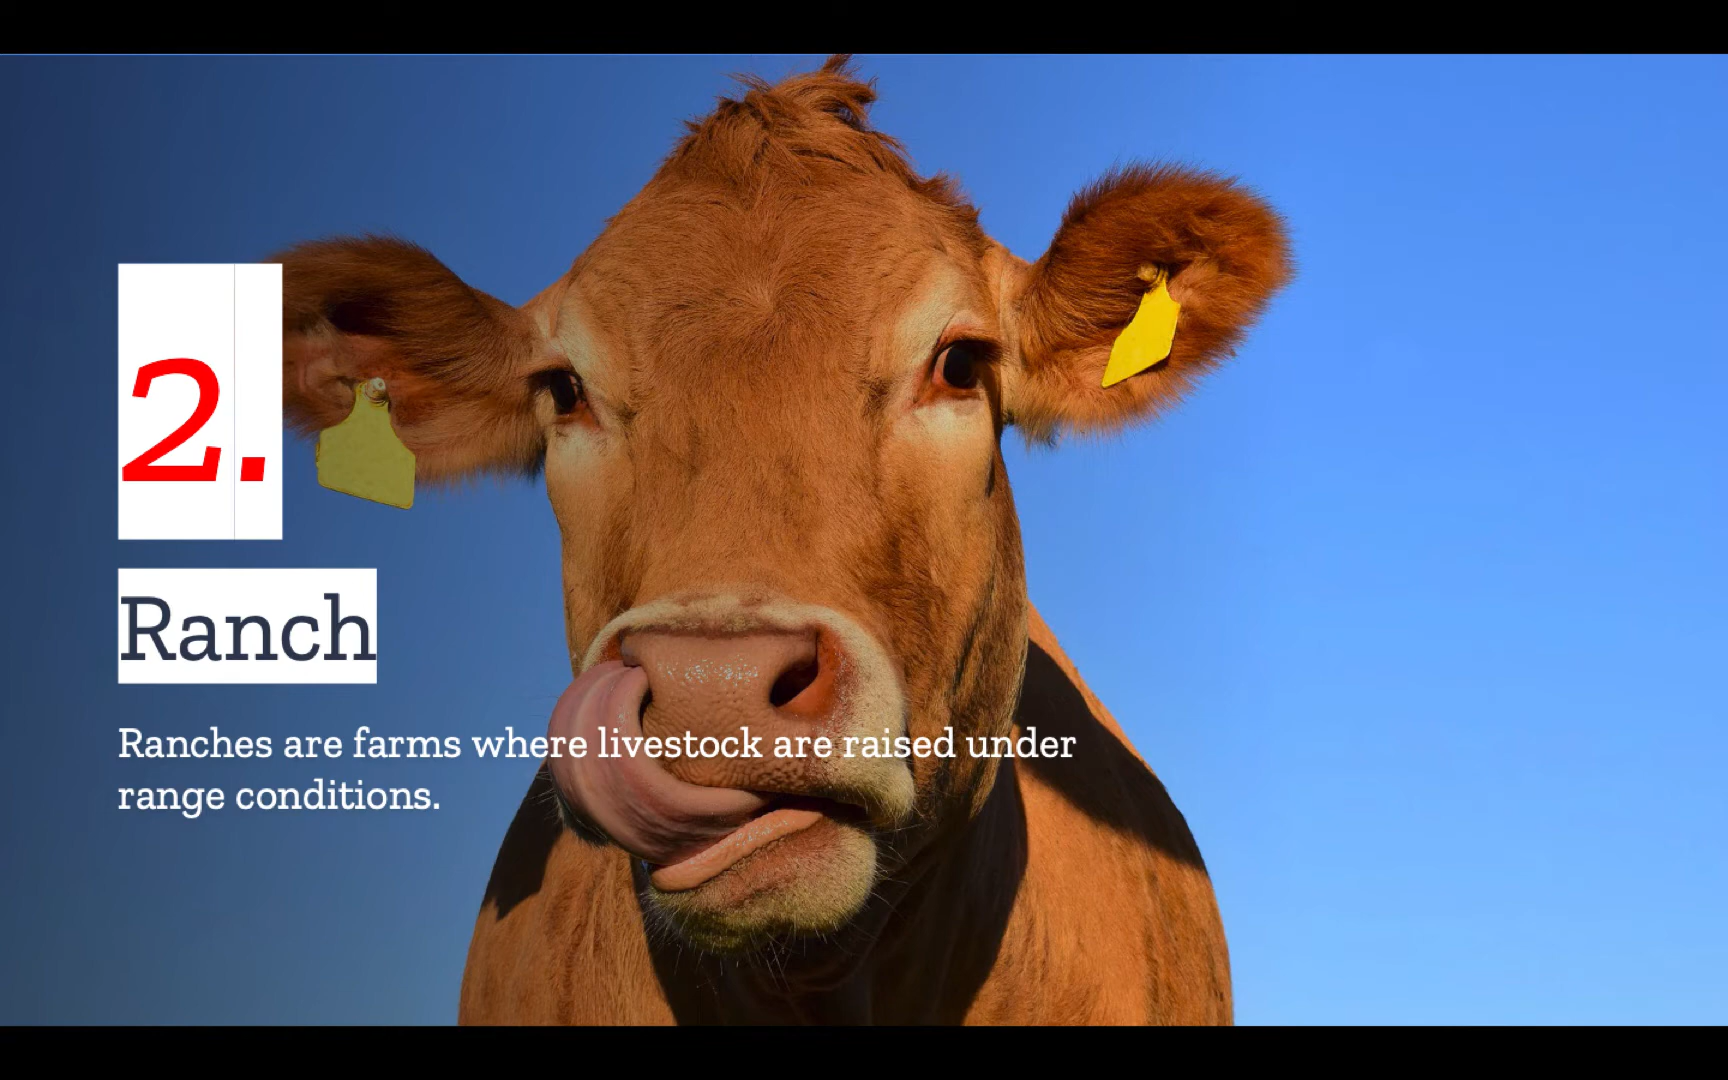 2.
Ranch
Ranches are farms where livestock are raised under
range conditions.